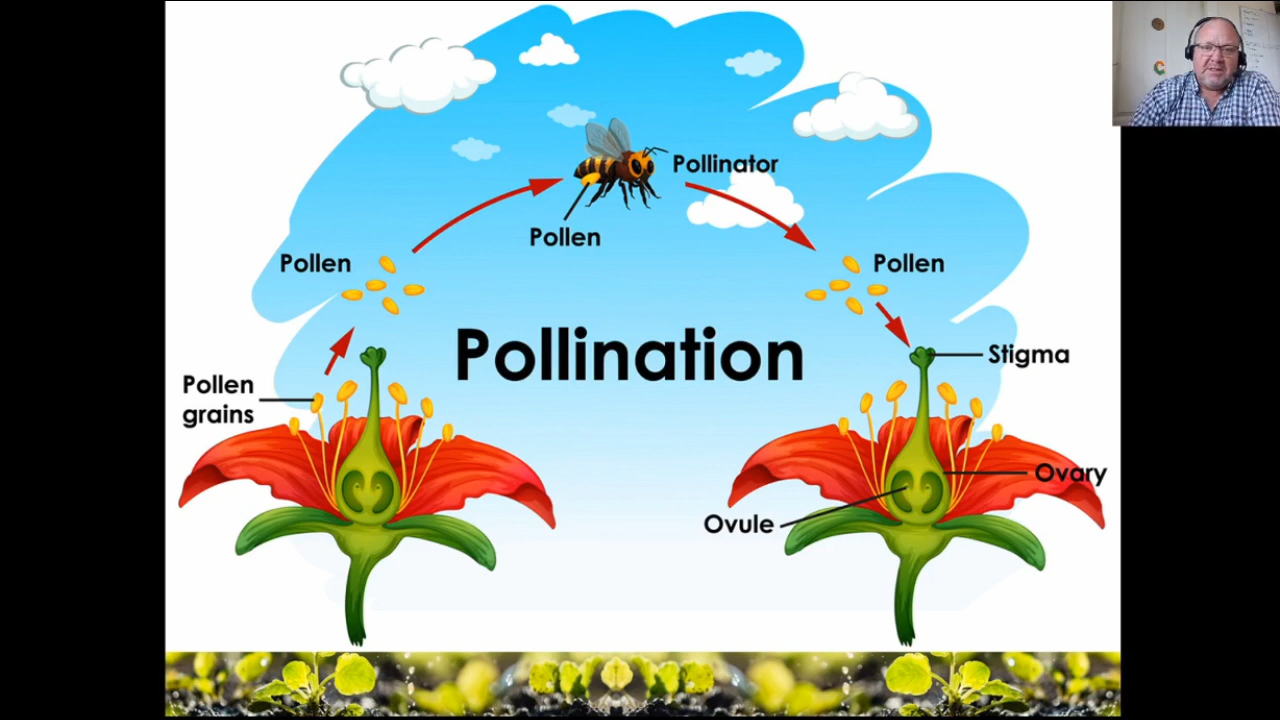 Pollinator
Pollen
Pollen
Pollen
Pollination
Stigma
Pollen
grains
Ovary
Ovule